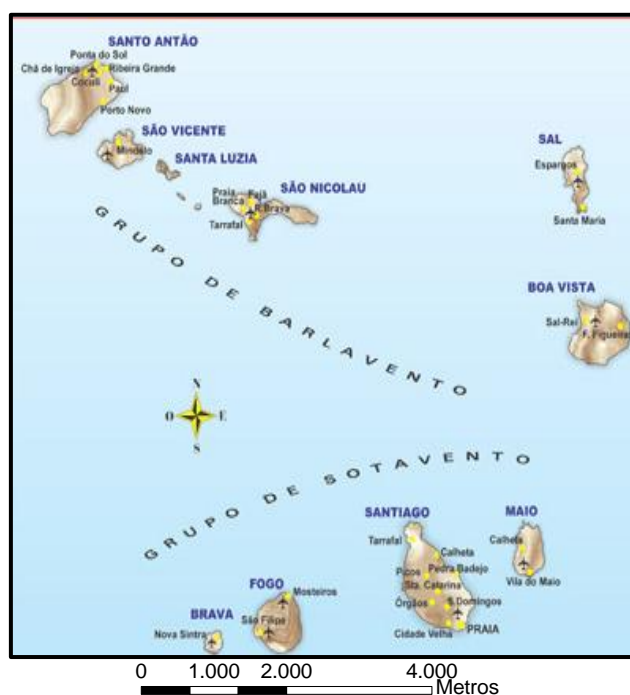 SANTO ANTÃO
Ponta do Sol
Chã de Igreja
Ribeira Grande
Cocúli
Paúl
Porto Novo
SÃO VICENTE
Mindelo
SANTA LUZIA
SÃO NICOLAU
Praia
Branca
Fajã
R. Brava
Tarrafal
SAL
Espargos
Santa Maria
BOA VISTA
Sal-Rei
F. Figueira
GRUPO DE BARLAVENTO
N
O
E
S
GRUPO DE SOTAVENTO
SANTIAGO
Tarrafal
Calheta
Picos
Pedra Badejo
Sta. Catarina
Órgãos
S. Domingos
Cidade Velha
PRAIA
MAIO
Calheta
Vila do Maio
FOGO
Mosteiros
São Filipe
BRAVA
Nova Sintra
0 1.000 2.000 4.000
Metros